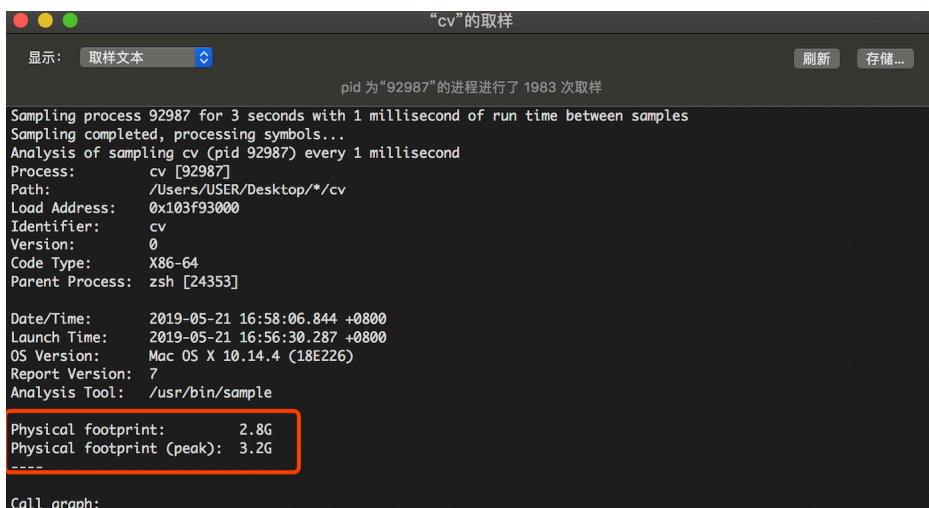 “cv”的取样
显示： 取样文本 刷新 存储...
pid 为“92987”的进程进行了 1983 次取样
Sampling process 92987 for 3 seconds with 1 millisecond of run time between samples
Sampling completed, processing symbols...
Analysis of sampling cv (pid 92987) every 1 millisecond
Process: cv [92987]
Path: /Users/USER/Desktop/*/cv
Load Address: 0x103f93000
Identifier: cv
Version: 0
Code Type: X86-64
Parent Process: zsh [24353]
Date/Time: 2019-05-21 16:58:06.844 +0800
Launch Time: 2019-05-21 16:56:30.287 +0800
OS Version: Mac OS X 10.14.4 (18E226)
Report Version: 7
Analysis Tool: /usr/bin/sample
Physical footprint: 2.8G
Physical footprint (peak): 3.2G
----
Call graph: